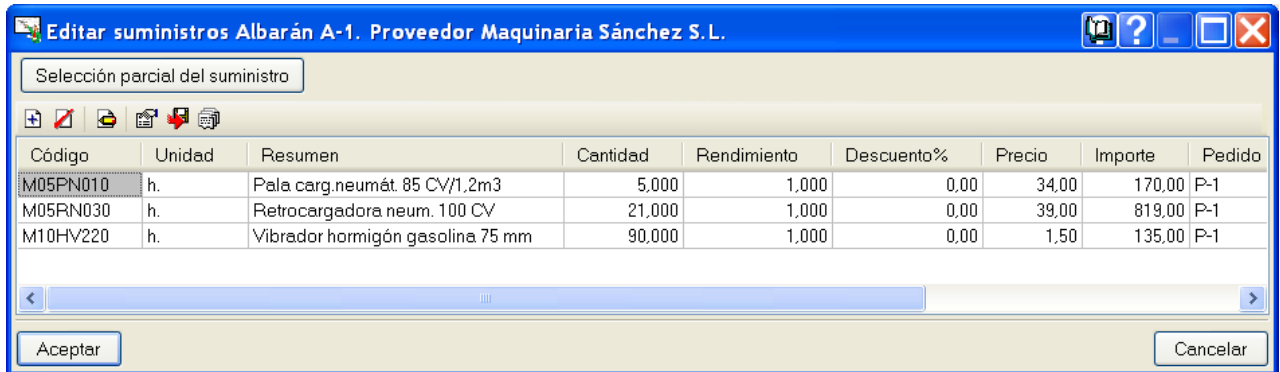 Editar suministros Albarán A-1. Proveedor Maquinaria Sánchez S.L.
Selección parcial del suministro
Código Unidad Resumen Cantidad Rendimiento Descuento% Precio Importe Pedido
M05PN010 h. Pala carg.neumát. 85 CV/1,2m3 5,000 1,000 0,00 34,00 170,00 P-1
M05RN030 h. Retrocargadora neum. 100 CV 21,000 1,000 0,00 39,00 819,00 P-1
M10HV220 h. Vibrador hormigón gasolina 75 mm 90,000 1,000 0,00 1,50 135,00 P-1
Aceptar Cancelar